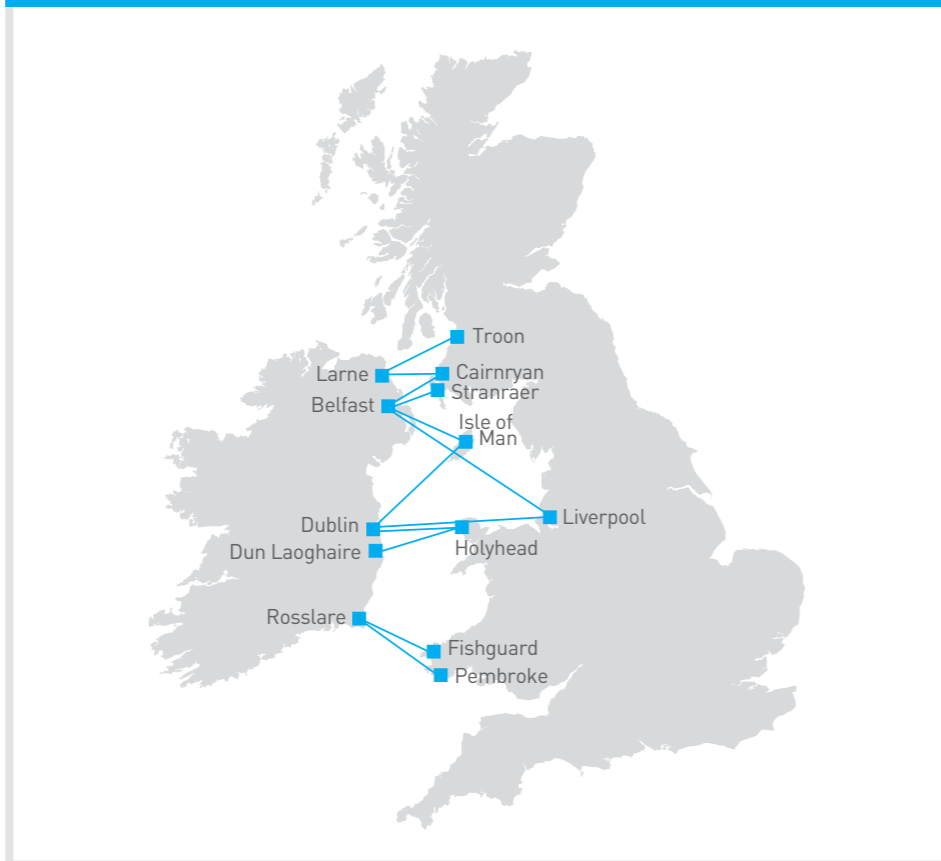 Troon
Larne
Cairnryan
Stranraer
Belfast
Isle of
Man
Liverpool
Dublin
Dun Laoghaire
Holyhead
Rosslare
Fishguard
Pembroke